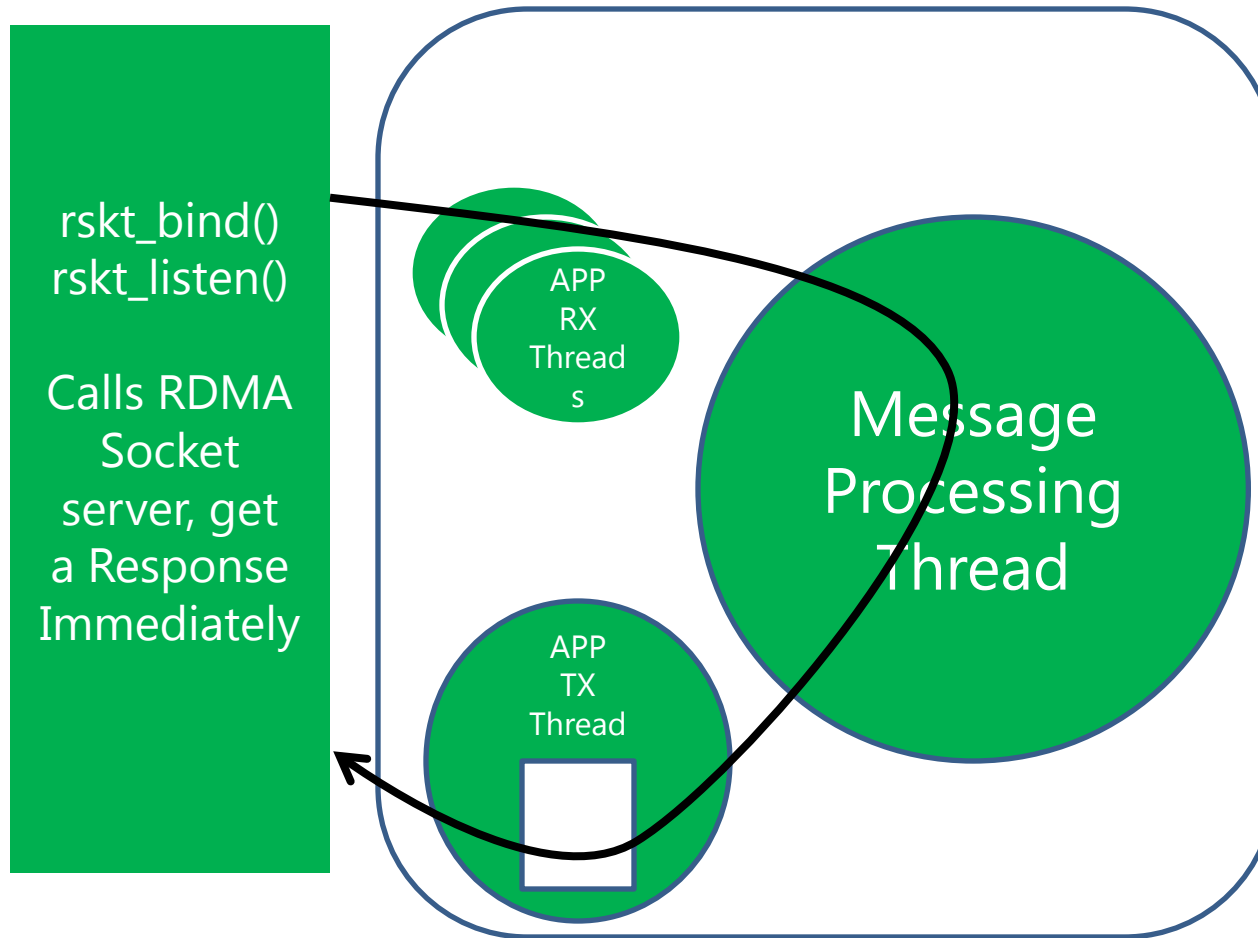 rskt_bind()
rskt_listen()
Calls RDMA
Socket
server, get
a Response
Immediately
APP
RX
Thread
s
Message
Processing
Thread
APP
TX
Thread